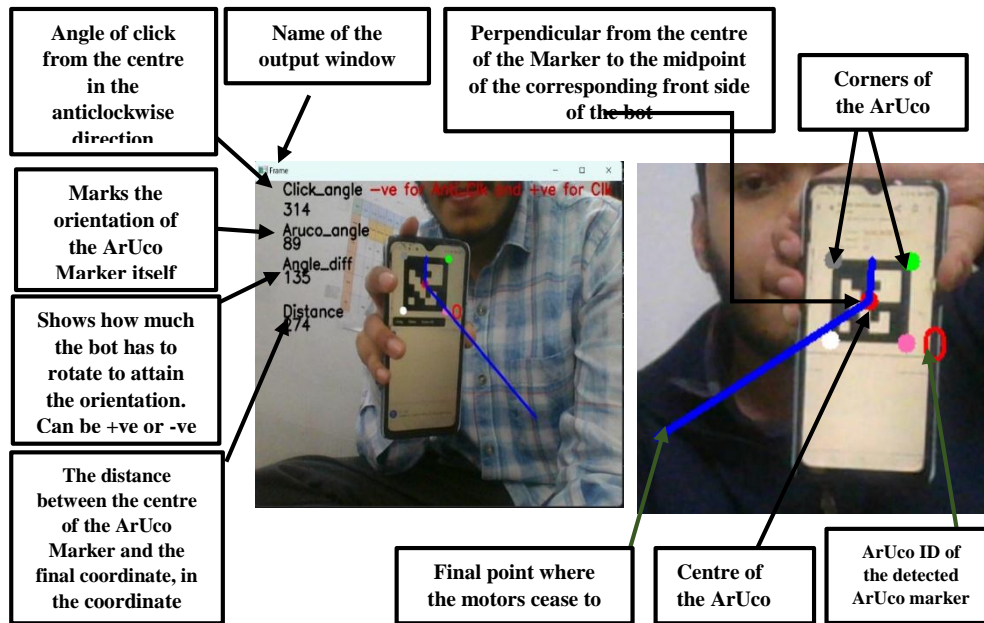 Angle of click
from the centre
in the
anticlockwise
direction
Name of the
output window
Perpendicular from the centre
of the Marker to the midpoint
of the corresponding front side
of the bot
Corners of
the ArUco
Marks the
orientation of
the ArUco
Marker itself
Shows how much
the bot has to
rotate to attain
the orientation.
Can be +ve or -ve
The distance
between the centre
of the ArUco
Marker and the
final coordinate, in
the coordinate
Frame
Click_angle -ve for Anti_Clk and +ve for Clk
314
Aruco_angle
89
Angle_diff
135
Distance
274
0
0
Final point where
the motors cease to
Centre of
the ArUco
ArUco ID of
the detected
ArUco marker